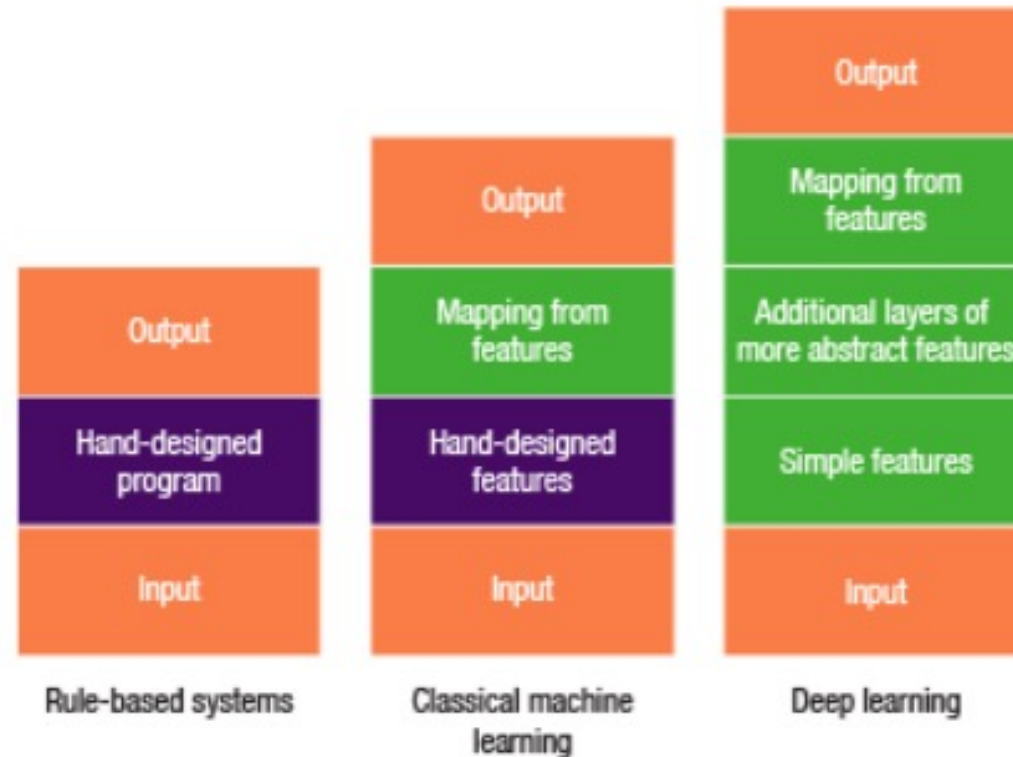 Output
Hand-designed
program
Input
Rule-based systems
Output
Mapping from
features
Hand-designed
features
Input
Classical machine
learning
Output
Mapping from
features
Additional layers of
more abstract features
Simple features
Input
Deep learning